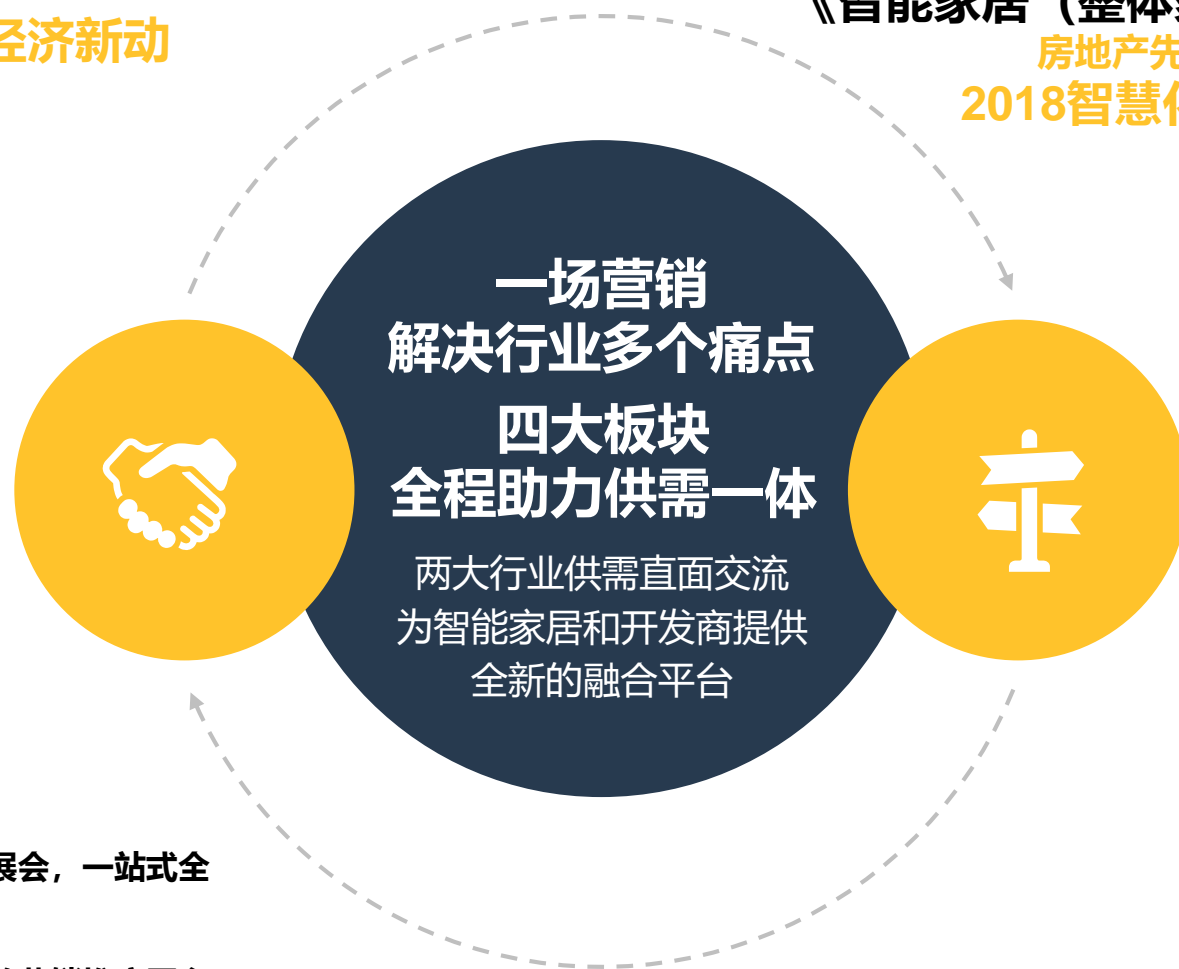 《智能家居（整体
经济新动
房地产先
2018智慧
一场营销
解决行业多个痛点
四大板块
全程助力供需一体
两大行业供需直面交流
为智能家居和开发商提供
全新的融合平台
展会，一站式全